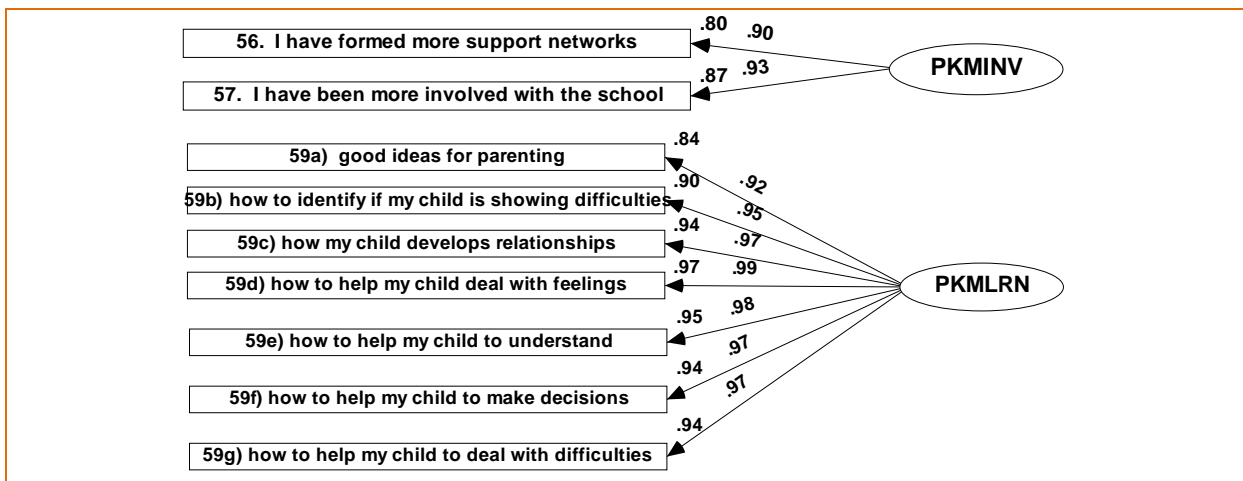 .80 .90
56. I have formed more support networks
PKMINV
.87 .93
57. I have been more involved with the school
.84
59a) good ideas for parenting
.92
.90
59b) how to identify if my child is showing difficulties
.95
.94 .97
59c) how my child develops relationships
.97 .99
59d) how to help my child deal with feelings
PKMLRN
.95 .98
59e) how to help my child to understand
.94 .97
59f) how to help my child to make decisions
.97
.94
59g) how to help my child to deal with difficulties